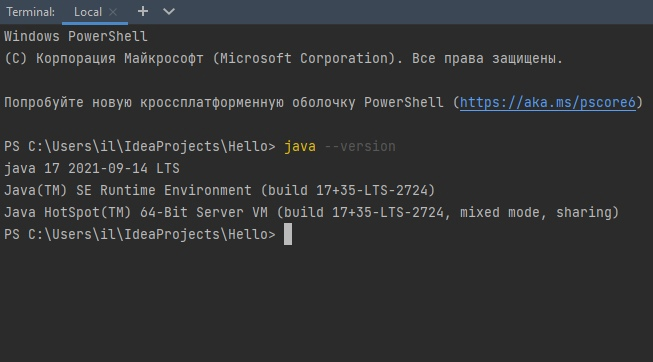 Terminal: Local
Windows PowerShell
(C) Корпорация Майкрософт (Microsoft Corporation). Все права защищены.
Попробуйте новую кроссплатформенную оболочку PowerShell (https://aka.ms/pscore6)
PS C:\Users\il\IdeaProjects\Hello> java --version
java 17 2021-09-14 LTS
Java(TM) SE Runtime Environment (build 17+35-LTS-2724)
Java HotSpot(TM) 64-Bit Server VM (build 17+35-LTS-2724, mixed mode, sharing)
PS C:\Users\il\IdeaProjects\Hello>